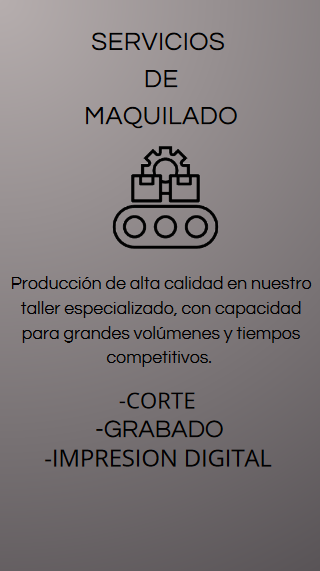 SERVICIOS
DE
MAQUILADO
Producción de alta calidad en nuestro
taller especializado, con capacidad
para grandes volúmenes y tiempos
competitivos.
-CORTE
-GRABADO
-IMPRESION DIGITAL